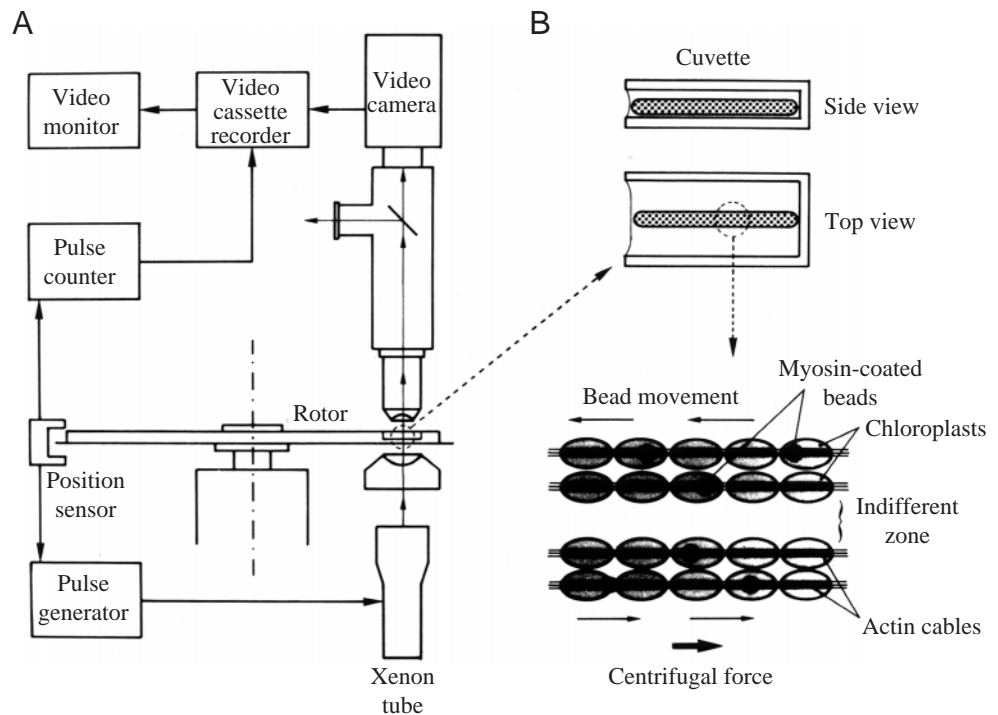 A
Video
monitor
Video
cassette
recorder
Video
camera
Pulse
counter
Rotor
Position
sensor
Pulse
generator
Xenon
tube
B
Cuvette
Side view
Top view
Bead movement
Myosin-coated
beads
Chloroplasts
Indifferent
zone
Actin cables
Centrifugal force